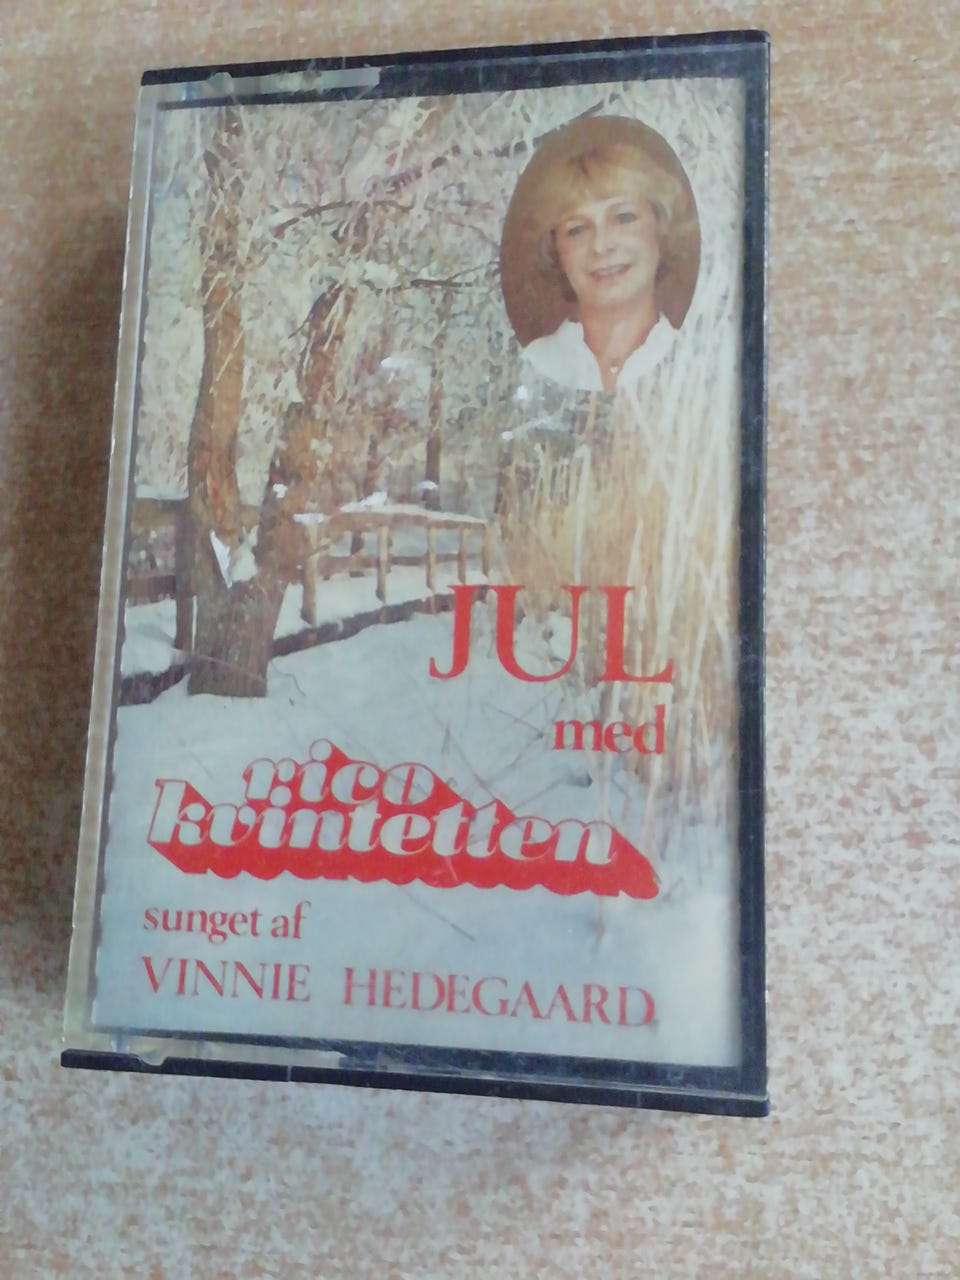 JUL
med
rico
kvintetten
sunget af
VINNIE HEDEGAARD